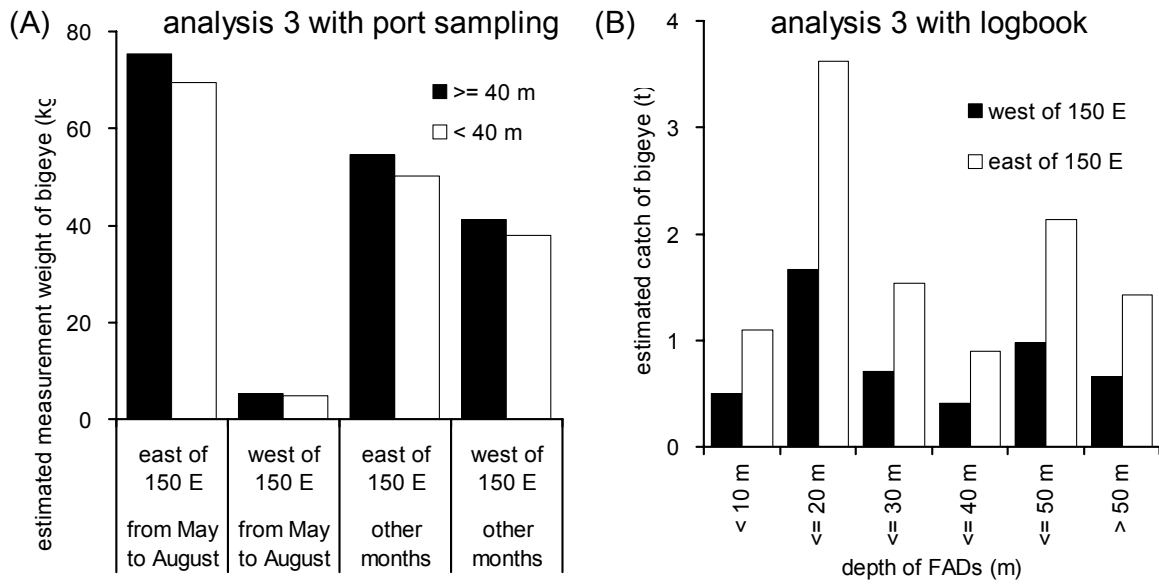 (A) analysis 3 with port sampling
estimated measurement weight of bigeye (kg
80
60
40
20
0
>= 40 m
< 40 m
east of 150 E
from May to August
west of 150 E
from May to August
east of 150 E
other months
west of 150 E
other months
(B) analysis 3 with logbook
estimated catch of bigeye (t)
4
3
2
1
0
west of 150 E
east of 150 E
< 10 m
<= 20 m
<= 30 m
<= 40 m
<= 50 m
> 50 m
depth of FADs (m)